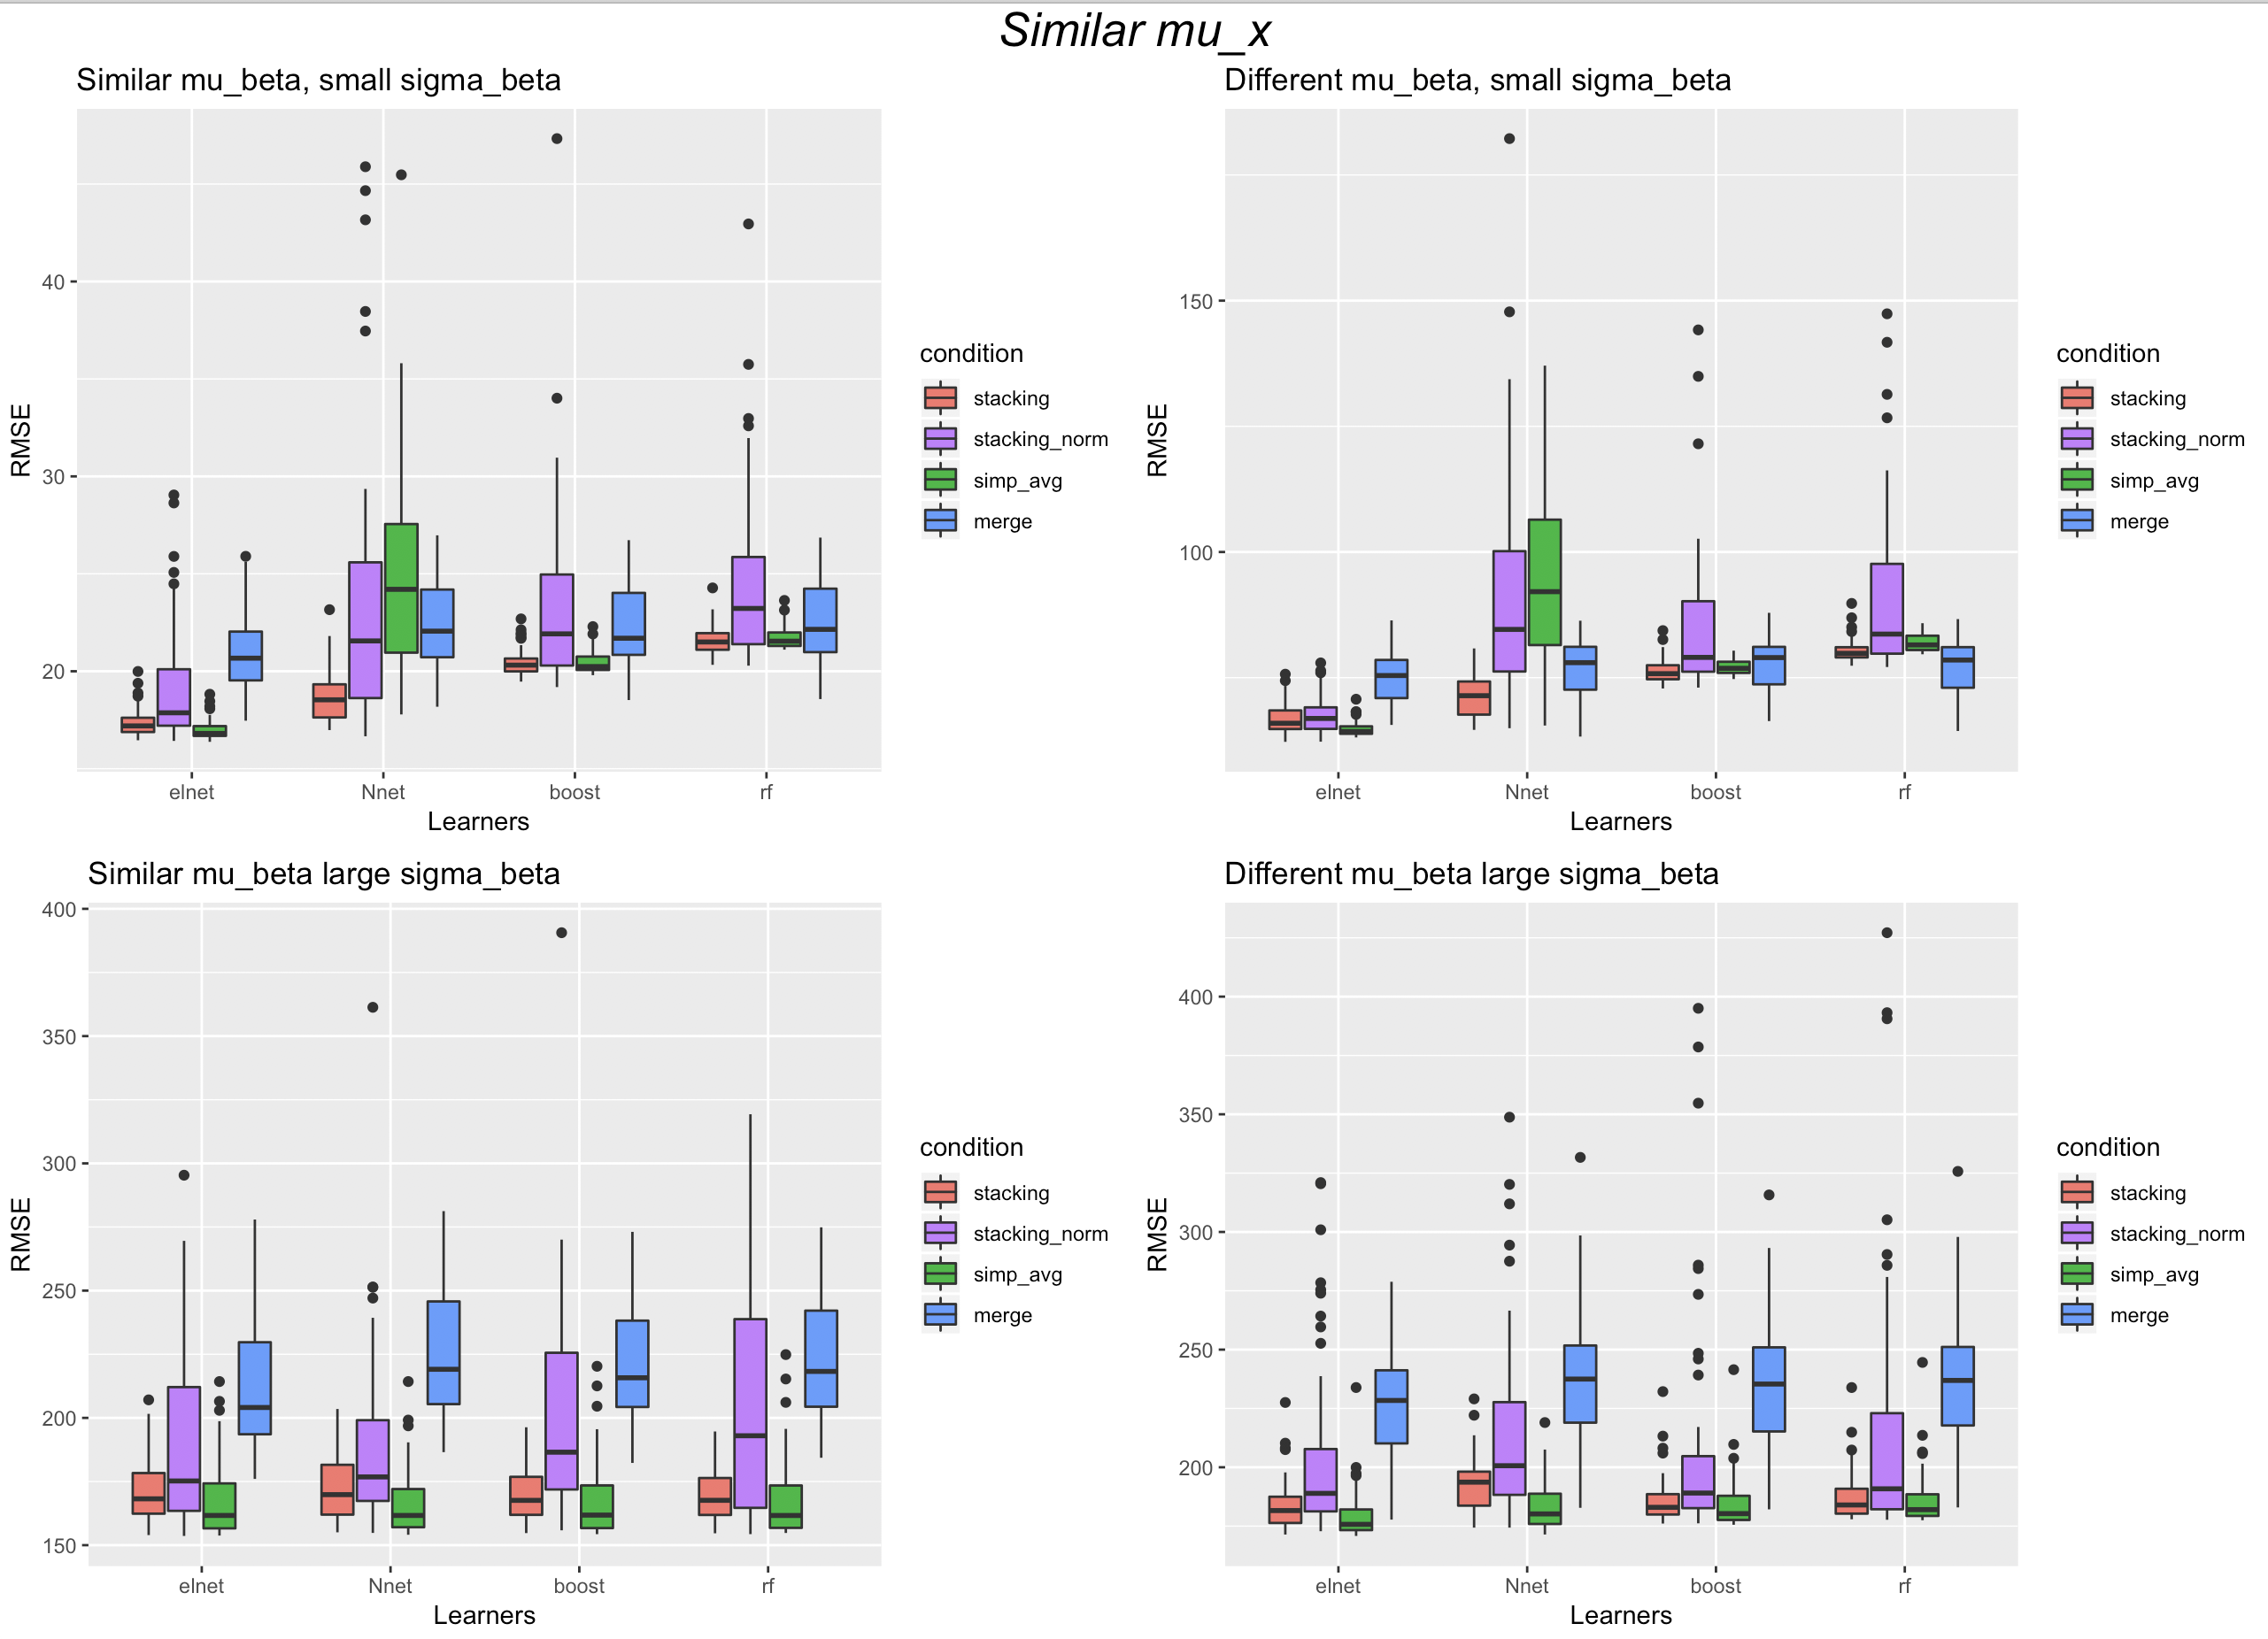 Similar mu_x
Similar mu_beta, small sigma_beta
RMSE
40
30
20
elnet Nnet boost rf
Learners
condition
stacking
stacking_norm
simp_avg
merge
Different mu_beta, small sigma_beta
RMSE
150
100
elnet Nnet boost rf
Learners
condition
stacking
stacking_norm
simp_avg
merge
Similar mu_beta large sigma_beta
RMSE
400
350
300
250
200
150
elnet Nnet boost rf
Learners
condition
stacking
stacking_norm
simp_avg
merge
Different mu_beta large sigma_beta
RMSE
400
350
300
250
200
elnet Nnet boost rf
Learners
condition
stacking
stacking_norm
simp_avg
merge